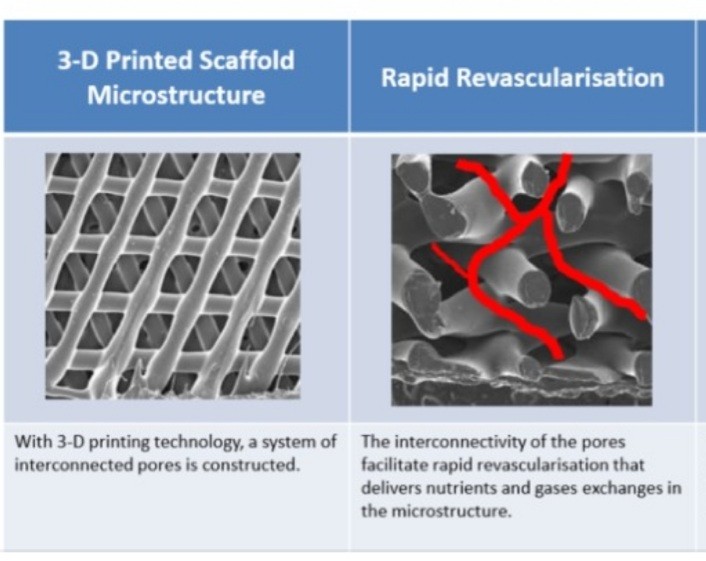 3-D Printed Scaffold
Microstructure
Rapid Revascularisation
With 3-D printing technology, a system of
interconnected pores is constructed.
The interconnectivity of the pores
facilitate rapid revascularisation that
delivers nutrients and gases exchanges in
the microstructure.